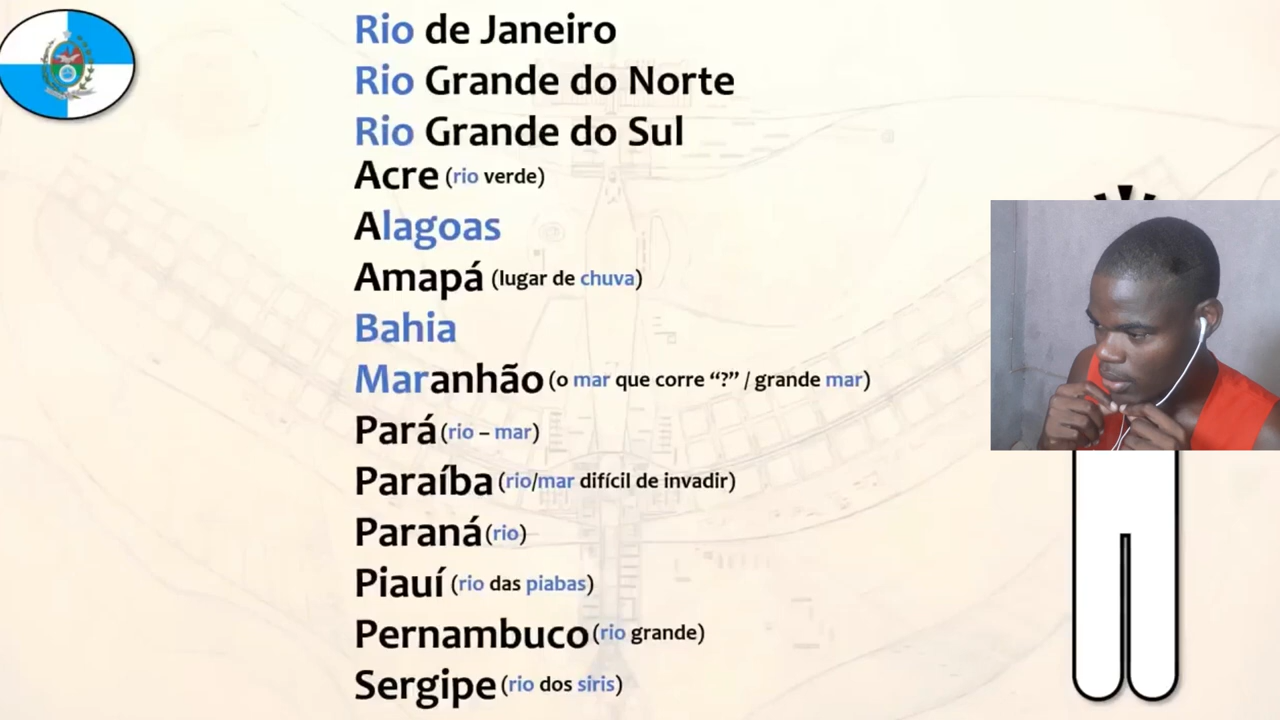 Rio de Janeiro
Rio Grande do Norte
Rio Grande do Sul
Acre (rio verde)
Alagoas
Amapá (lugar de chuva)
Bahia
Maranhão (o mar que corre “?” / grande mar)
Pará (rio – mar)
Paraíba (rio/mar difícil de invadir)
Paraná (rio)
Piauí (rio das piabas)
Pernambuco (rio grande)
Sergipe (rio dos siris)